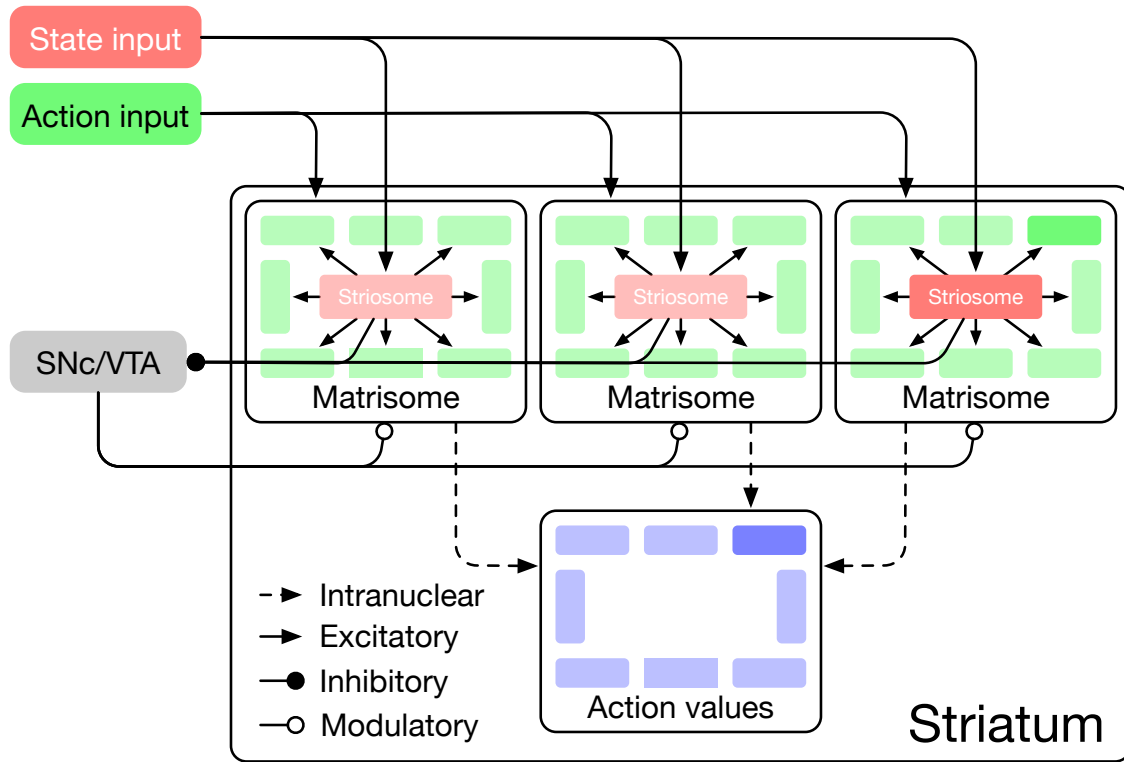 State input
Action input
Striosome
Striosome
Striosome
SNc/VTA
Matrisome
Matrisome
Matrisome
Intranuclear
Excitatory
Inhibitory
Modulatory
Action values
Striatum